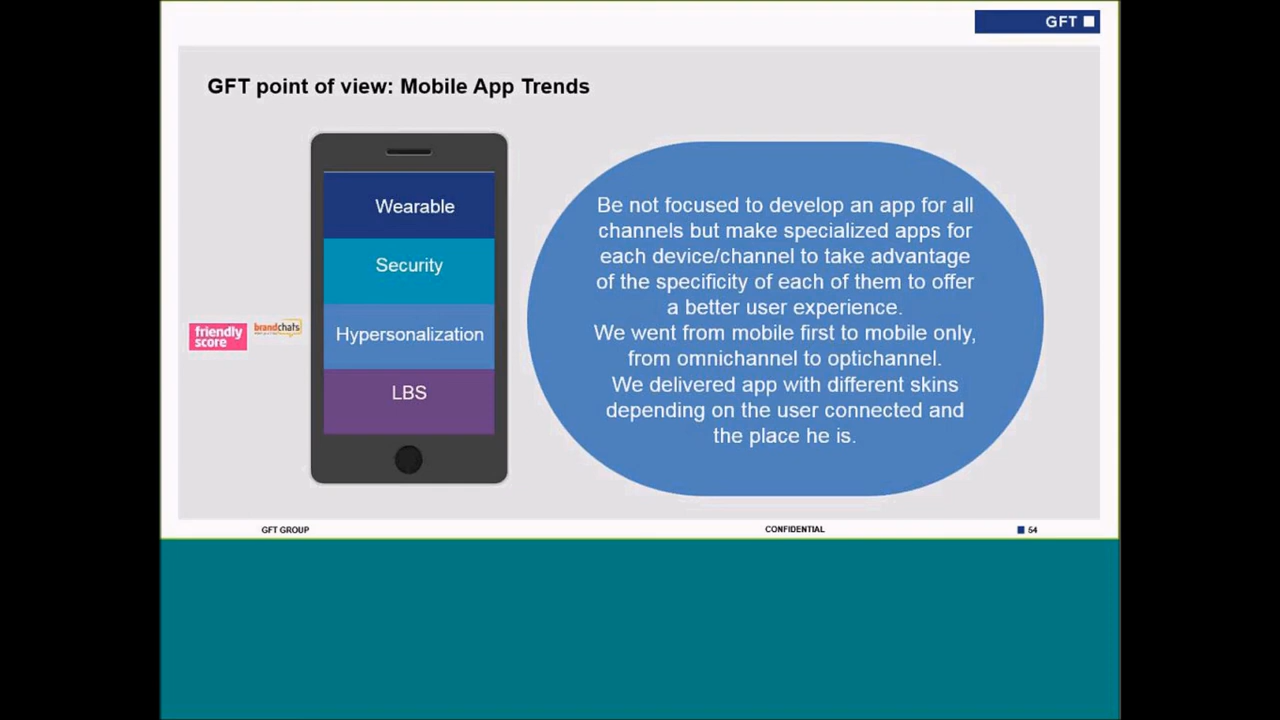 GFT
GFT point of view: Mobile App Trends
Wearable
Security
Hypersonalization
LBS
friendly
score
brandchats
Be not focused to develop an app for all
channels but make specialized apps for
each device/channel to take advantage
of the specificity of each of them to offer
a better user experience.
We went from mobile first to mobile only,
from omnichannel to optichannel.
We delivered app with different skins
depending on the user connected and
the place he is.
GFT GROUP
CONFIDENTIAL
54